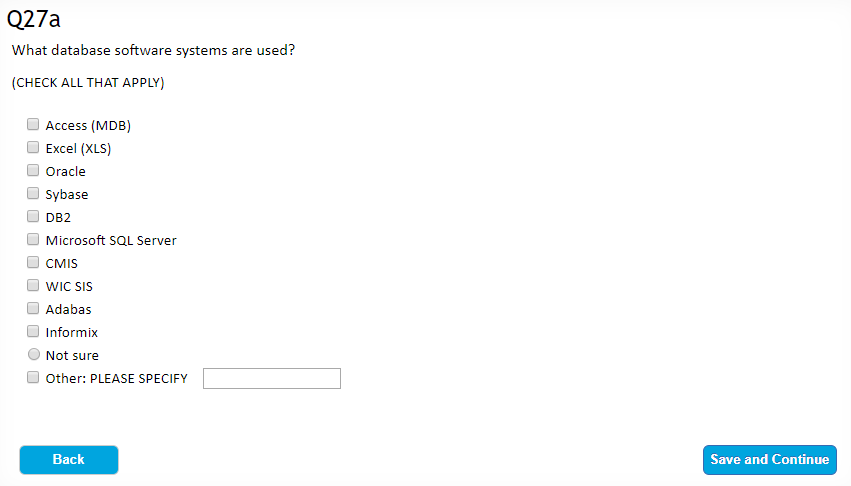 Q27a
What database software systems are used?
(CHECK ALL THAT APPLY)
Access (MDB)
Excel (XLS)
Oracle
Sybase
DB2
Microsoft SQL Server
CMIS
WIC SIS
Adabas
Informix
Not sure
Other: PLEASE SPECIFY
Back
Save and Continue